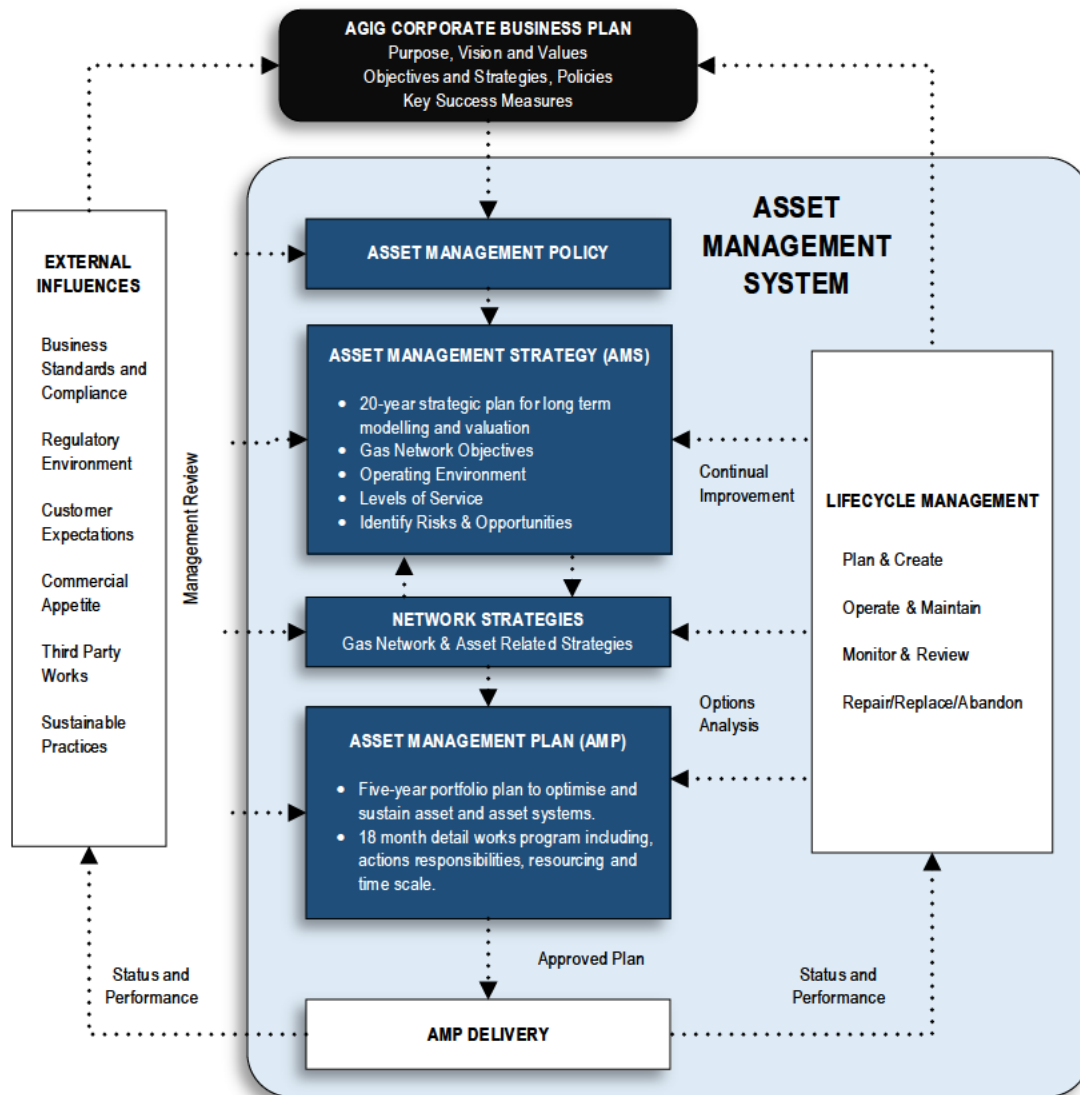 AGIG CORPORATE BUSINESS PLAN
Purpose, Vision and Values
Objectives and Strategies, Policies
Key Success Measures
ASSET
MANAGEMENT
SYSTEM
EXTERNAL
INFLUENCES
Business
Standards and
Compliance
Regulatory
Environment
Customer
Expectations
Commercial
Appetite
Third Party
Works
Sustainable
Practices
Management Review
ASSET MANAGEMENT POLICY
ASSET MANAGEMENT STRATEGY (AMS)
• 20-year strategic plan for long term
modelling and valuation
• Gas Network Objectives
• Operating Environment
• Levels of Service
• Identify Risks & Opportunities
Continual
Improvement
NETWORK STRATEGIES
Gas Network & Asset Related Strategies
Options
Analysis
ASSET MANAGEMENT PLAN (AMP)
• Five-year portfolio plan to optimise and
sustain asset and asset systems.
• 18 month detail works program including,
actions responsibilities, resourcing and
time scale.
LIFECYCLE MANAGEMENT
Plan & Create
Operate & Maintain
Monitor & Review
Repair/Replace/Abandon
Approved Plan
Status and
Performance
AMP DELIVERY
Status and
Performance